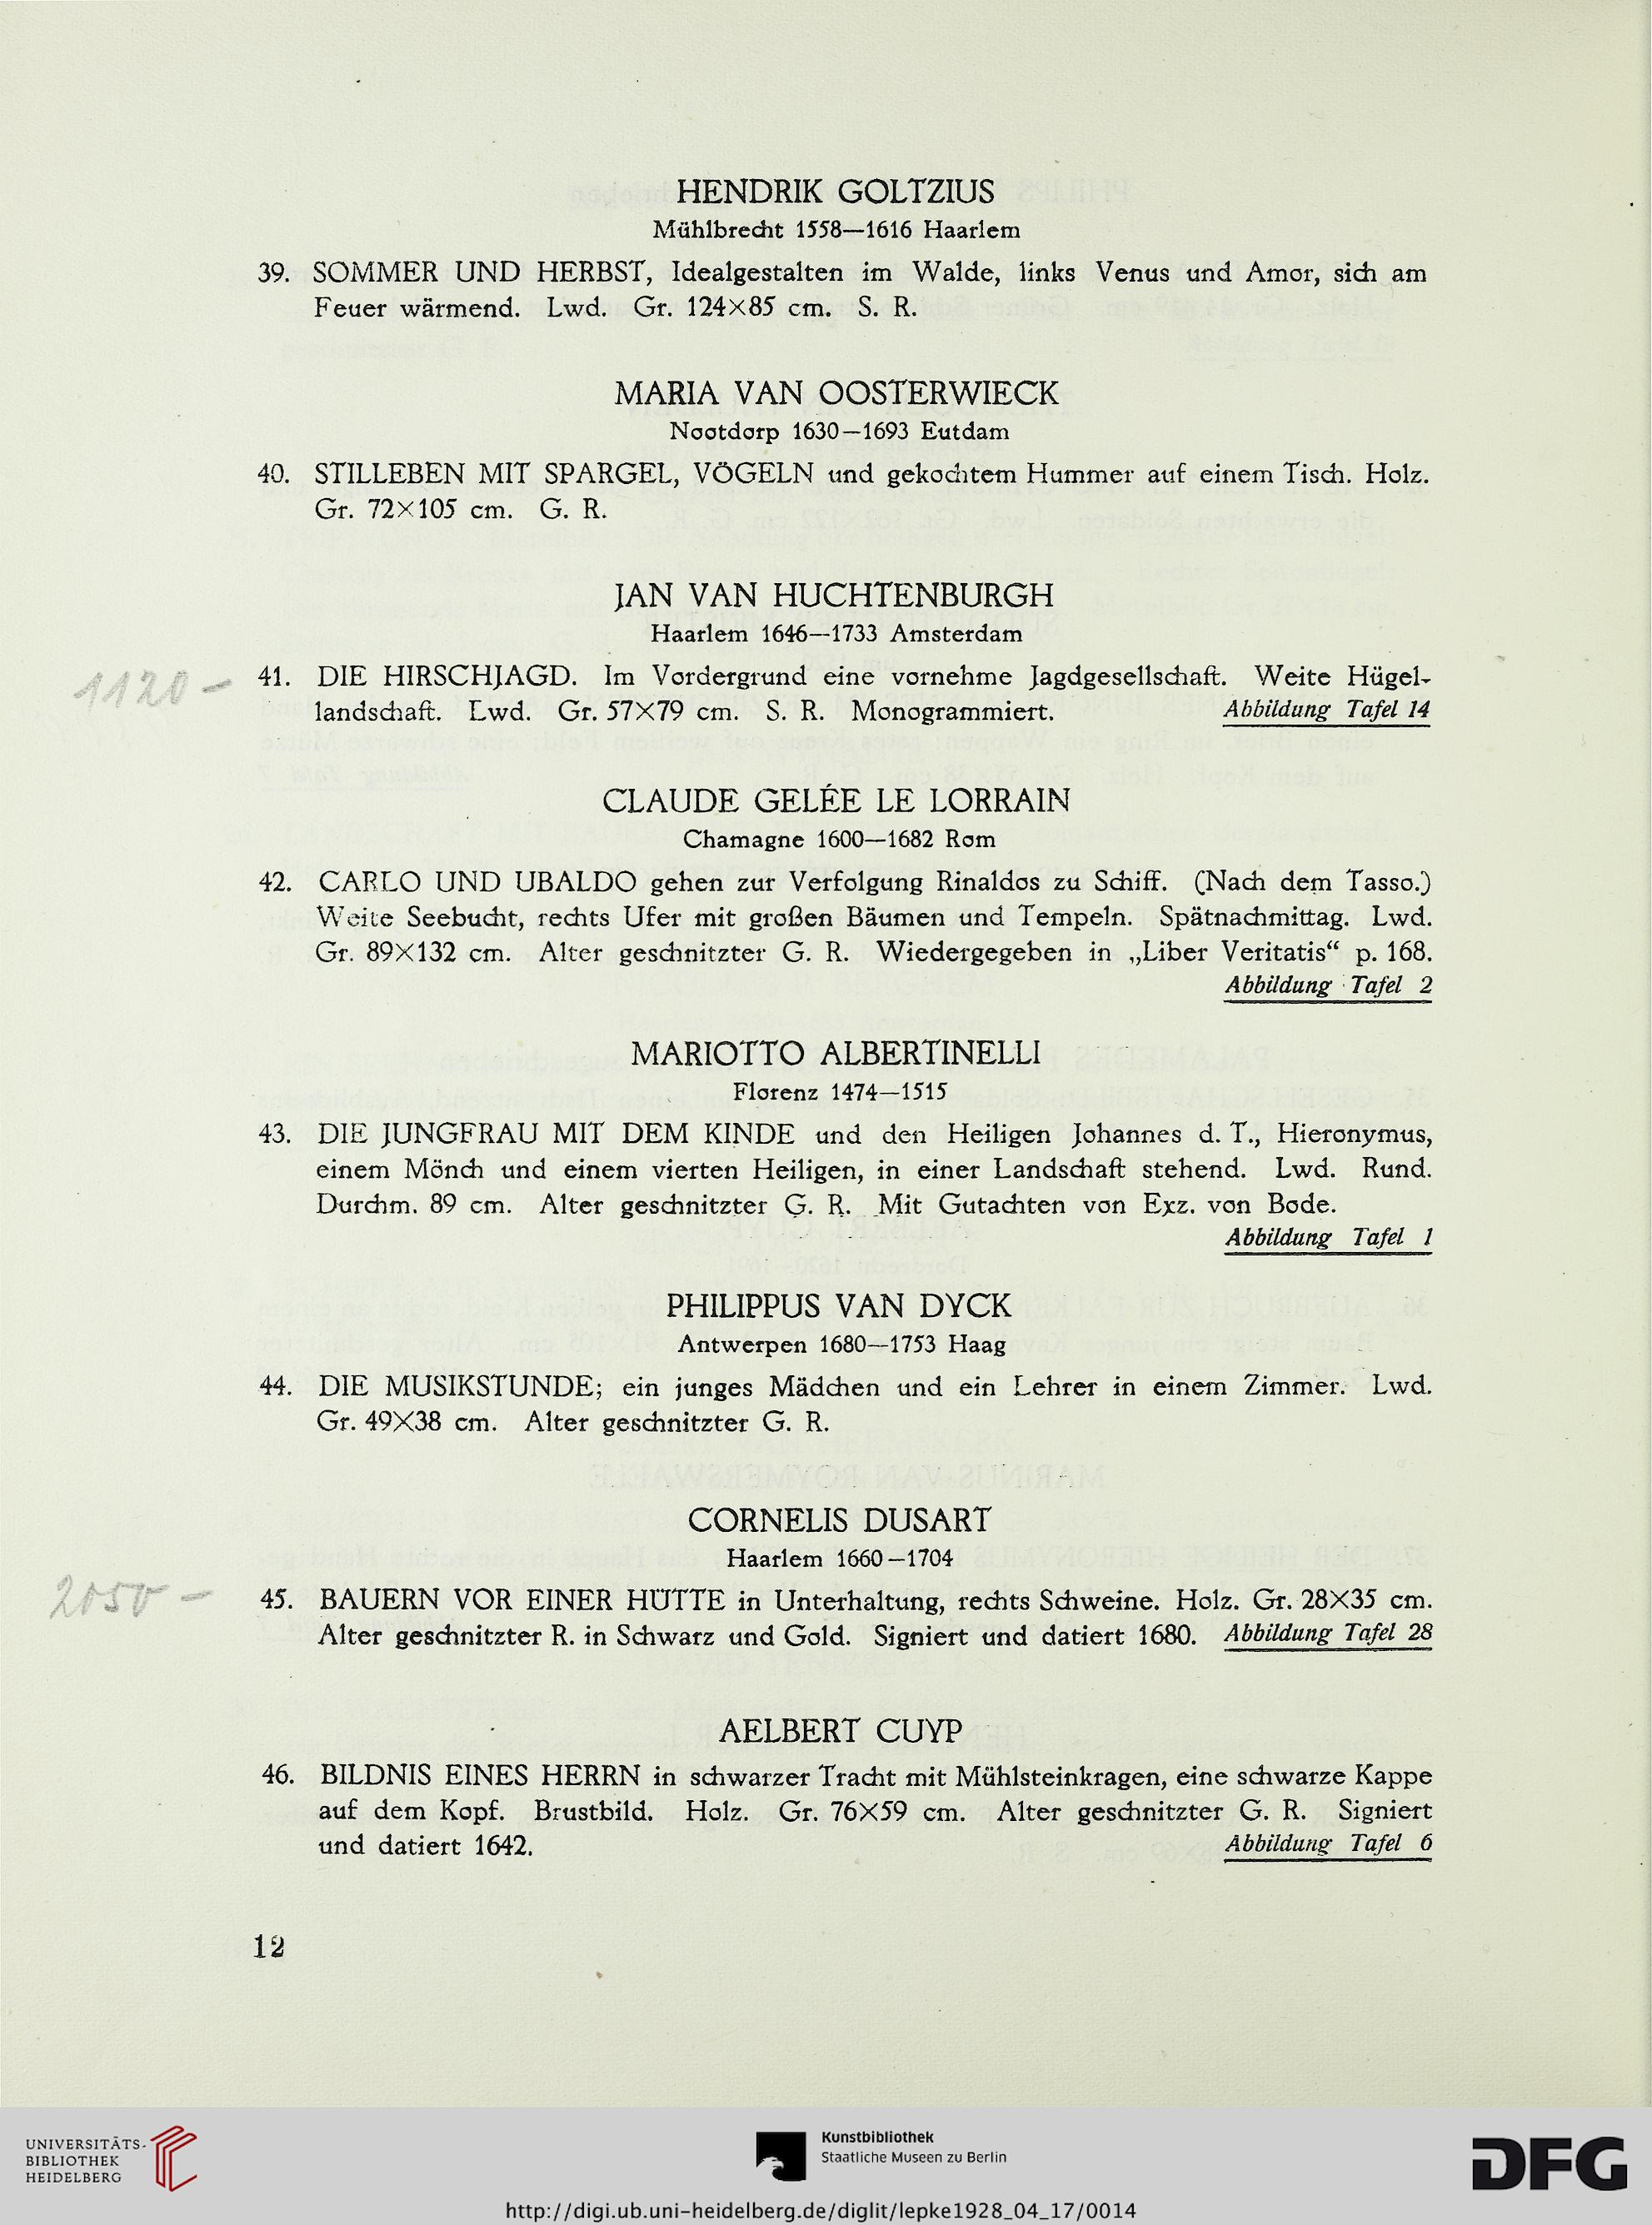 HENDRIK GOLTZIUS
Mühlbrecht 1558—1616 Haarlem
39. SOMMER UND HERBST, Idealgestalten im Walde, links Venus und Amor, sich am
Feuer wärmend. Lwd. Gr. 124×85 cm. S. R.
MARIA VAN OOSTERWIECK
Nootdorp 1630—1693 Eutdam
40. STILLEBEN MIT SPARGEL, VÖGELN und gekochtem Hummer auf einem Tisch. Holz.
Gr. 72×105 cm. G. R.
JAN VAN HUCHTENBURGH
Haarlem 1646—1733 Amsterdam
1120 –
41. DIE HIRSCHJAGD. Im Vordergrund eine vornehme Jagdgesellschaft. Weite Hügel-
landschaft. Lwd. Gr. 57×79 cm. S. R. Monogrammiert. Abbildung Tafel 14
CLAUDE GELÉE LE LORRAIN
Chamagne 1600—1682 Rom
42. CARLO UND UBALDO gehen zur Verfolgung Rinaldos zu Schiff. (Nach dem Tasso.)
Weite Seebucht, rechts Ufer mit großen Bäumen und Tempeln. Spätnachmittag. Lwd.
Gr. 89×132 cm. Alter geschnitzter G. R. Wiedergegeben in „Liber Veritatis“ p. 168.
Abbildung Tafel 2
MARIOTTO ALBERTINELLI
Florenz 1474—1515
43. DIE JUNGFRAU MIT DEM KINDE und den Heiligen Johannes d. T., Hieronymus,
einem Mönch und einem vierten Heiligen, in einer Landschaft stehend. Lwd. Rund.
Durchm. 89 cm. Alter geschnitzter G. R. Mit Gutachten von Exz. von Bode.
Abbildung Tafel 1
PHILIPPUS VAN DYCK
Antwerpen 1680—1753 Haag
44. DIE MUSIKSTUNDE; ein junges Mädchen und ein Lehrer in einem Zimmer. Lwd.
Gr. 49×38 cm. Alter geschnitzter G. R.
CORNELIS DUSART
Haarlem 1660—1704
2050 –
45. BAUERN VOR EINER HÜTTE in Unterhaltung, rechts Schweine. Holz. Gr. 28×35 cm.
Alter geschnitzter R. in Schwarz und Gold. Signiert und datiert 1680. Abbildung Tafel 28
AELBERT CUYP
46. BILDNIS EINES HERRN in schwarzer Tracht mit Mühlsteinkragen, eine schwarze Kappe
auf dem Kopf. Brustbild. Holz. Gr. 76×59 cm. Alter geschnitzter G. R. Signiert
und datiert 1642. Abbildung Tafel 6
12
UNIVERSITÄTS-
BIBLIOTHEK
HEIDELBERG
Kunstbibliothek
Staatliche Museen zu Berlin
DFG
http://digi.ub.uni-heidelberg.de/diglit/lepke1928_04_17/0014